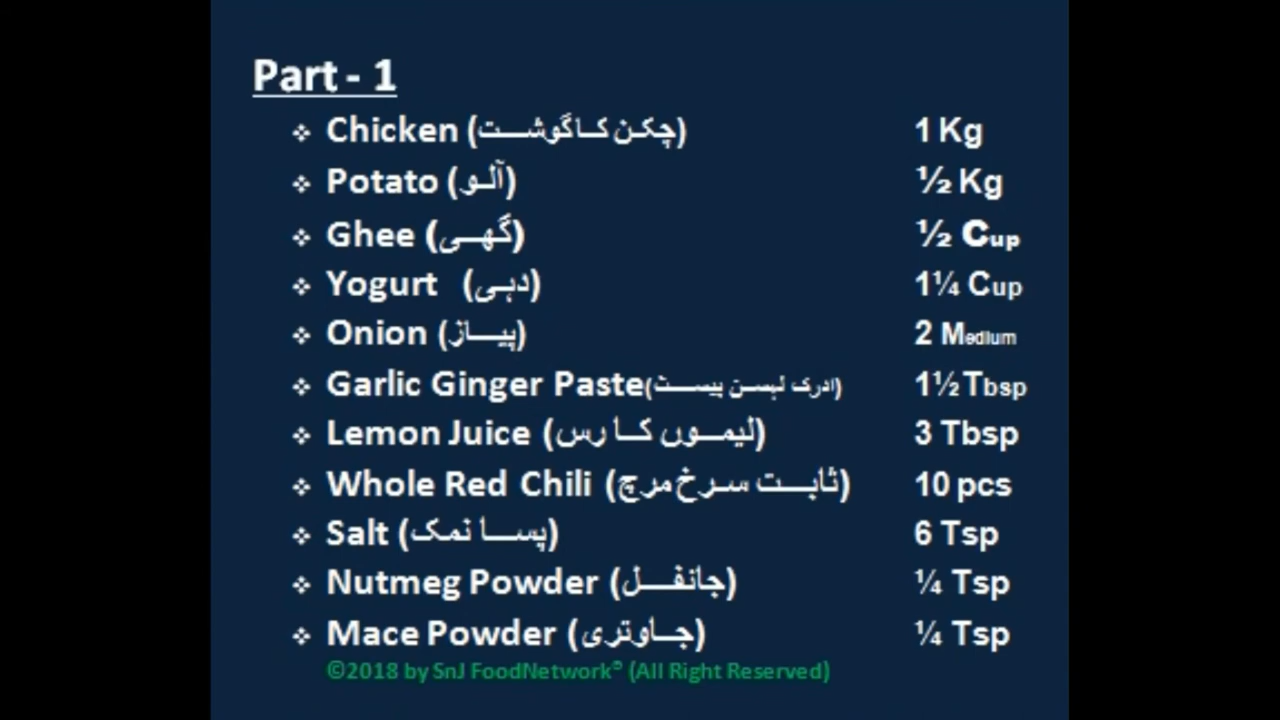 Part - 1
❖ Chicken (چکن کا گوشت) 1 Kg
❖ Potato (آلو) ½ Kg
❖ Ghee (گھی) ½ Cup
❖ Yogurt (دہی) 1¼ Cup
❖ Onion (پیاز) 2 Medium
❖ Garlic Ginger Paste(ادرک لہسن پیسٹ) 1½ Tbsp
❖ Lemon Juice (لیموں کا رس) 3 Tbsp
❖ Whole Red Chili (ثابت سرخ مرچ) 10 pcs
❖ Salt (پسا نمک) 6 Tsp
❖ Nutmeg Powder (جانفل) ¼ Tsp
❖ Mace Powder (جاوتری) ¼ Tsp
©2018 by SnJ FoodNetwork® (All Right Reserved)